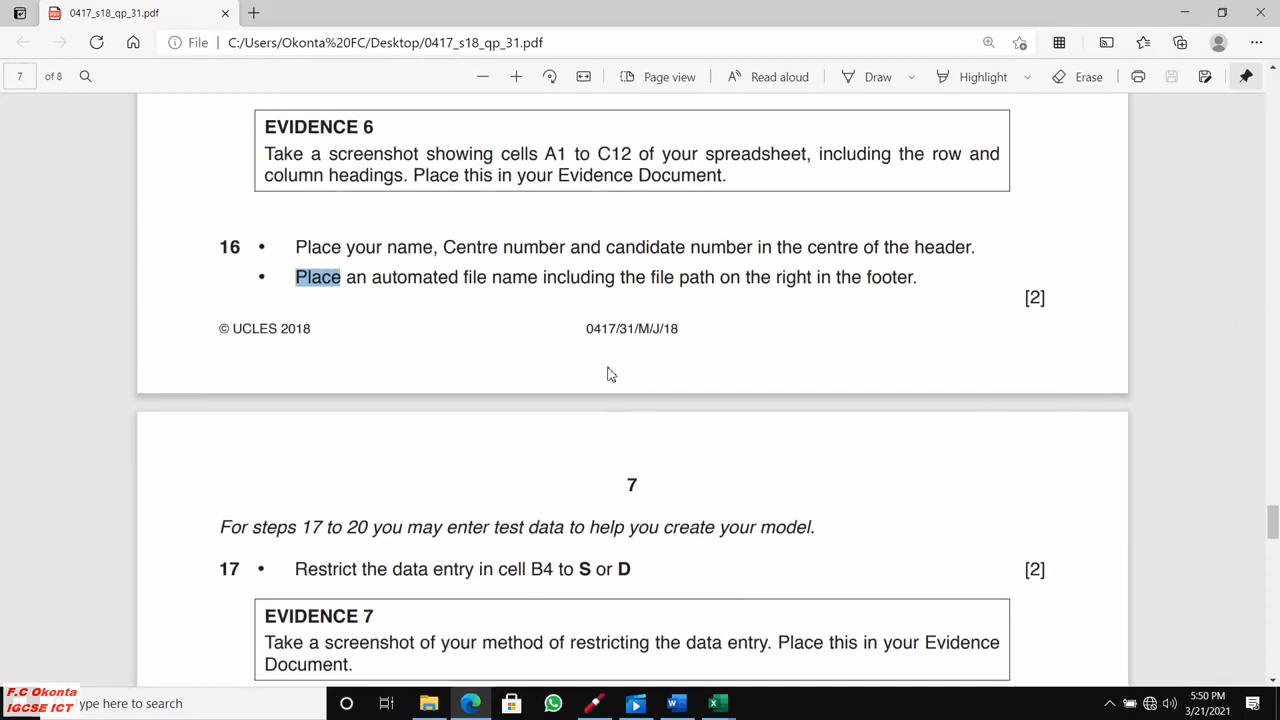 0417_s18_qp_31.pdf
File C:/Users/Okonta%20FC/Desktop/0417_s18_qp_31.pdf
7 of 8 Page view Read aloud Draw Highlight Erase
EVIDENCE 6
Take a screenshot showing cells A1 to C12 of your spreadsheet, including the row and
column headings. Place this in your Evidence Document.
16 • Place your name, Centre number and candidate number in the centre of the header.
• Place an automated file name including the file path on the right in the footer.
[2]
© UCLES 2018 0417/31/M/J/18
7
For steps 17 to 20 you may enter test data to help you create your model.
17 • Restrict the data entry in cell B4 to S or D [2]
EVIDENCE 7
Take a screenshot of your method of restricting the data entry. Place this in your Evidence
Document.
F.C Okonta
IGCSE ICT
ype here to search
5:50 PM
3/21/2021